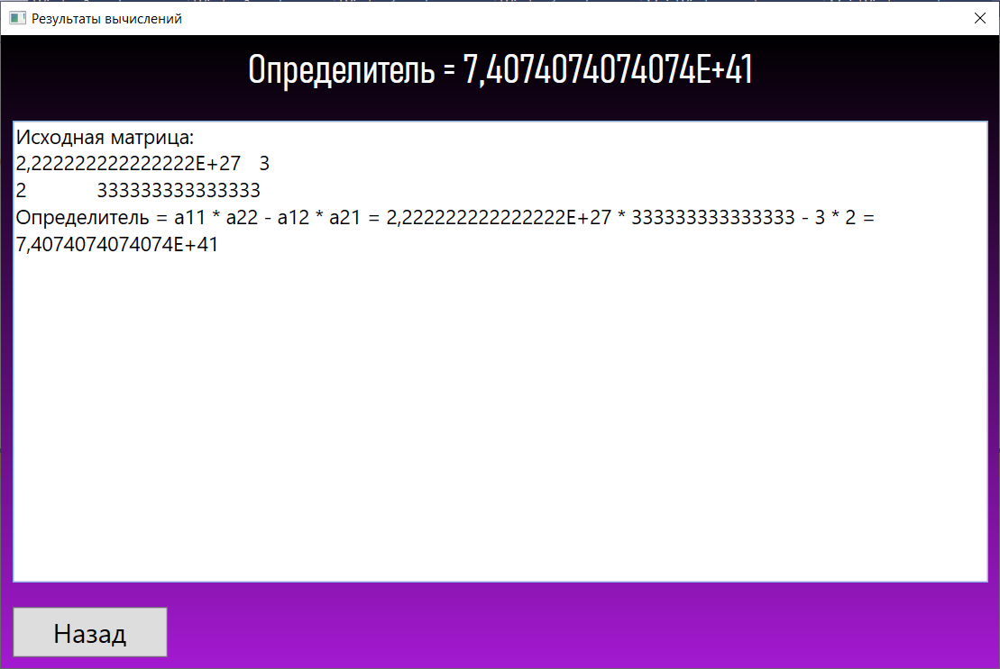 Результаты вычислений
Определитель = 7,4074074074074E+41
Исходная матрица:
2,222222222222222E+27 3
2 333333333333333
Определитель = a11 * a22 - a12 * a21 = 2,222222222222222E+27 * 333333333333333 - 3 * 2 =
7,4074074074074E+41
Назад